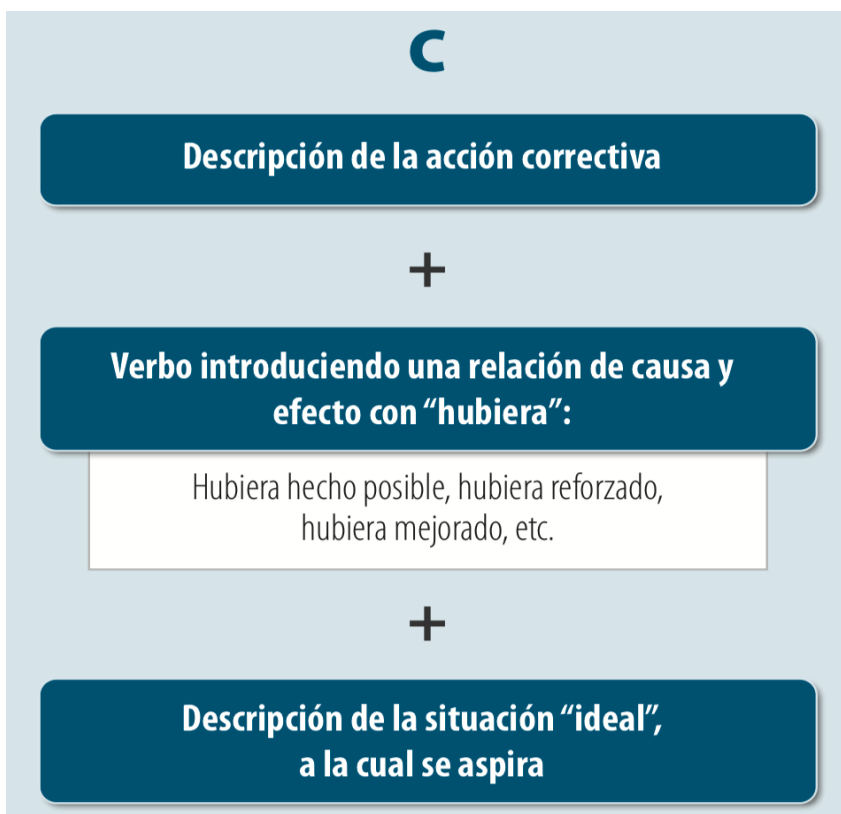 C
Descripción de la acción correctiva
+
Verbo introduciendo una relación de causa y
efecto con “hubiera”:
Hubiera hecho posible, hubiera reforzado,
hubiera mejorado, etc.
+
Descripción de la situación “ideal”,
a la cual se aspira